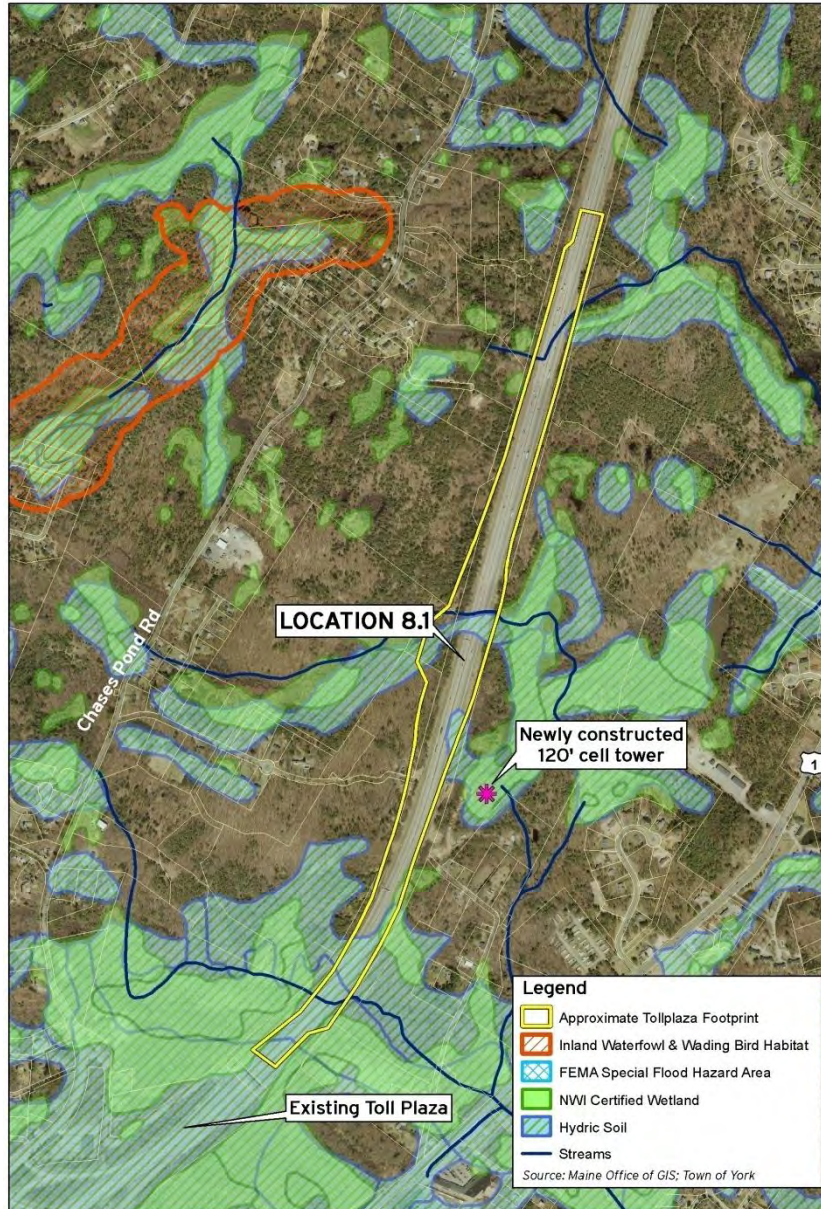 LOCATION 8.1
Chases Pond Rd
Newly constructed
120' cell tower
1
Existing Toll Plaza
Legend
Approximate Tollplaza Footprint
Inland Waterfowl & Wading Bird Habitat
FEMA Special Flood Hazard Area
NWI Certified Wetland
Hydric Soil
Streams
Source: Maine Office of GIS; Town of York